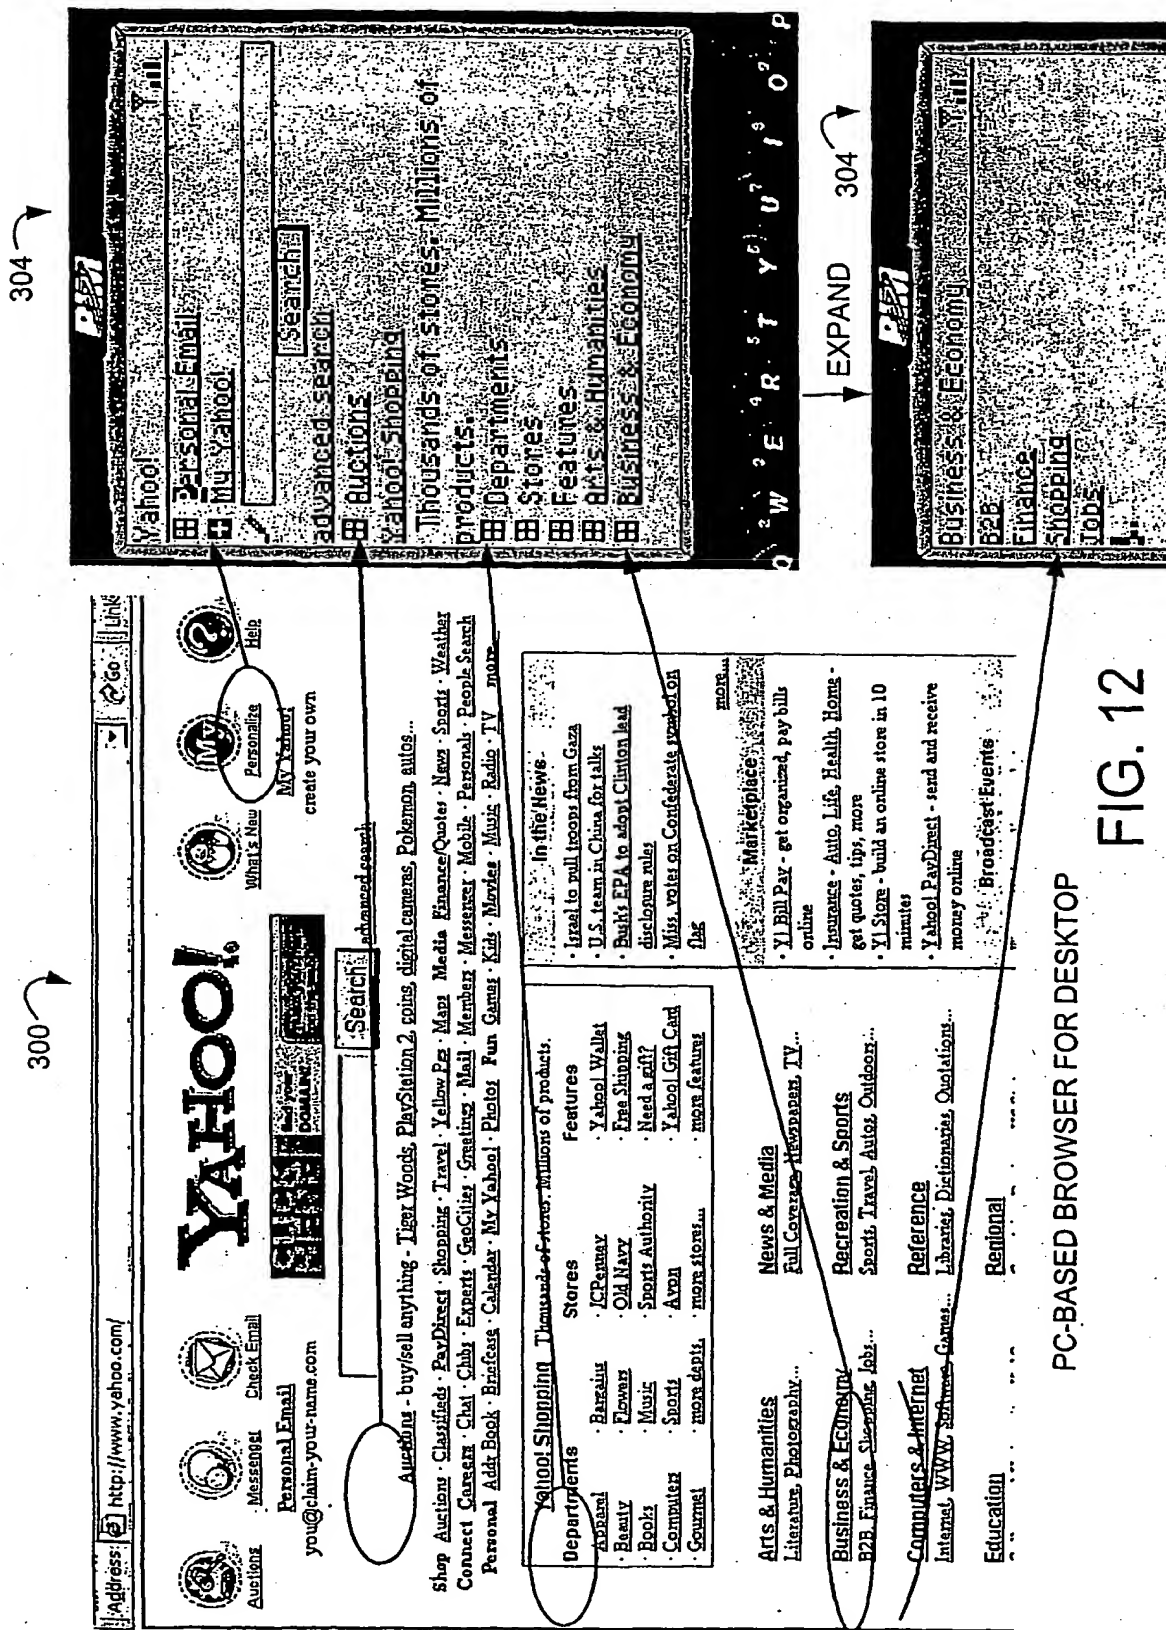 300
304
Address: http://www.yahoo.com/
Go
Auctions
Messenger
Check Email
YAHOO!
What's New
Personalize
Help
Personal Email
you@claim-your-name.com
find your
DOMAIN
My Yahoo!
create your own
Search
advanced search
Auctions - buy/sell anything - Tiger Woods, PlayStation 2, coins, digital cameras, Pokemon, autos...
Shop Auctions · Classifieds · PayDirect · Shopping · Travel · Yellow Pgs · Maps Media Finance/Quotes · News · Sports · Weather
Connect Careers · Chat · Clubs · Experts · GeoCities · Greetings · Mail · Members · Messenger · Mobile · Personals · People Search
Personal Addr Book · Briefcase · Calendar · My Yahoo! · Photos Fun Games · Kids · Movies · Music · Radio · TV more...
Yahoo! Shopping Thousands of stores. Millions of products.
Departments
· Apparel
· Beauty
· Books
· Computers
· Gourmet
· Bargains
· Flowers
· Music
· Sports
· more depts.
Stores
· JCPenney
· Old Navy
· Sports Authority
· Avon
· more stores...
Features
· Yahoo! Wallet
· Free Shipping
· Need a gift?
· Yahoo! Gift Card
· more features
Arts & Humanities
Literature, Photography...
News & Media
Full Coverage, Newspapers, TV...
Business & Economy
B2B, Finance, Shopping, Jobs...
Recreation & Sports
Sports, Travel, Autos, Outdoors...
Computers & Internet
Internet, WWW, Software, Games...
Reference
Libraries, Dictionaries, Quotations...
Education
Regional
In the News
· Israel to pull troops from Gaza
· U.S. team in China for talks
· Bush's EPA to adopt Clinton lead
disclosure rules
· Miss. votes on Confederate symbol on
flag
more...
Marketplace
· Y! Bill Pay - get organized, pay bills
online
· Insurance - Auto, Life, Health, Home -
get quotes, tips, more
· Y! Store - build an online store in 10
minutes
· Yahoo! PayDirect - send and receive
money online
Broadcast Events
Yahoo!
Personal Email
My Yahoo!
Search
advanced search
Auctions
Yahoo! Shopping
Thousands of stores. Millions of
products.
Departments
Stores
Features
Arts & Humanities
Business & Economy
Q W E R T Y U I O P
EXPAND
304
Business & Economy
B2B
Finance
Shopping
Jobs
PC-BASED BROWSER FOR DESKTOP
FIG. 12